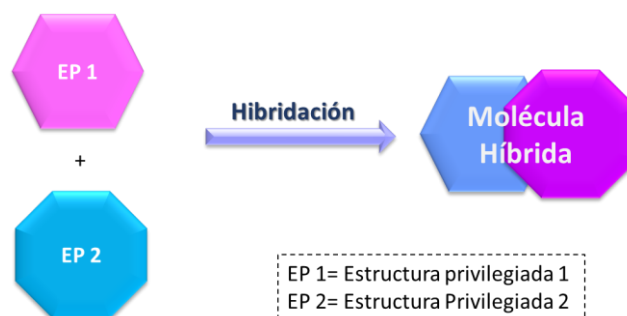 EP 1
+
EP 2
Hibridación
Molécula
Híbrida
EP 1= Estructura privilegiada 1
EP 2= Estructura Privilegiada 2